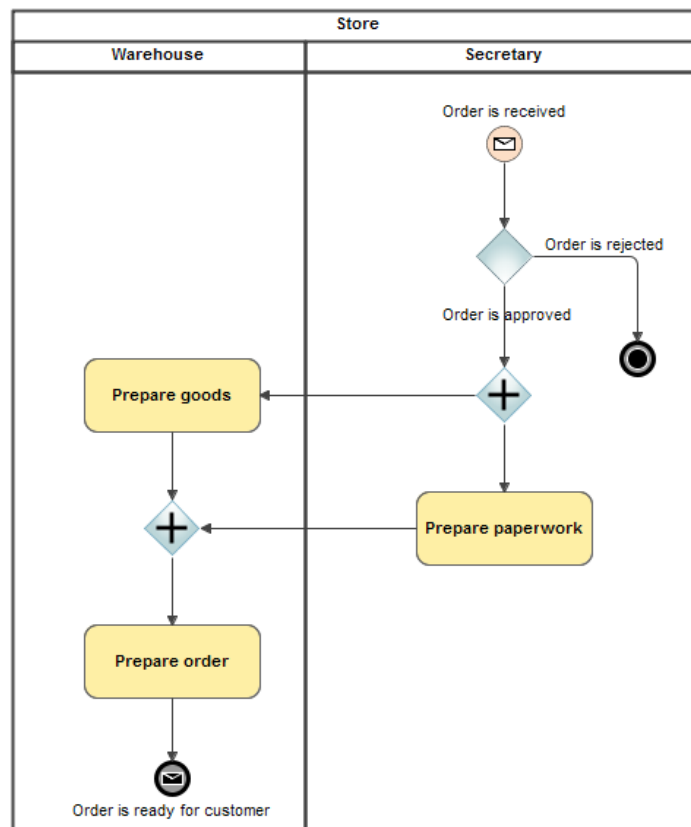 Store
Warehouse
Secretary
Order is received
Order is rejected
Order is approved
Prepare goods
Prepare paperwork
Prepare order
Order is ready for customer